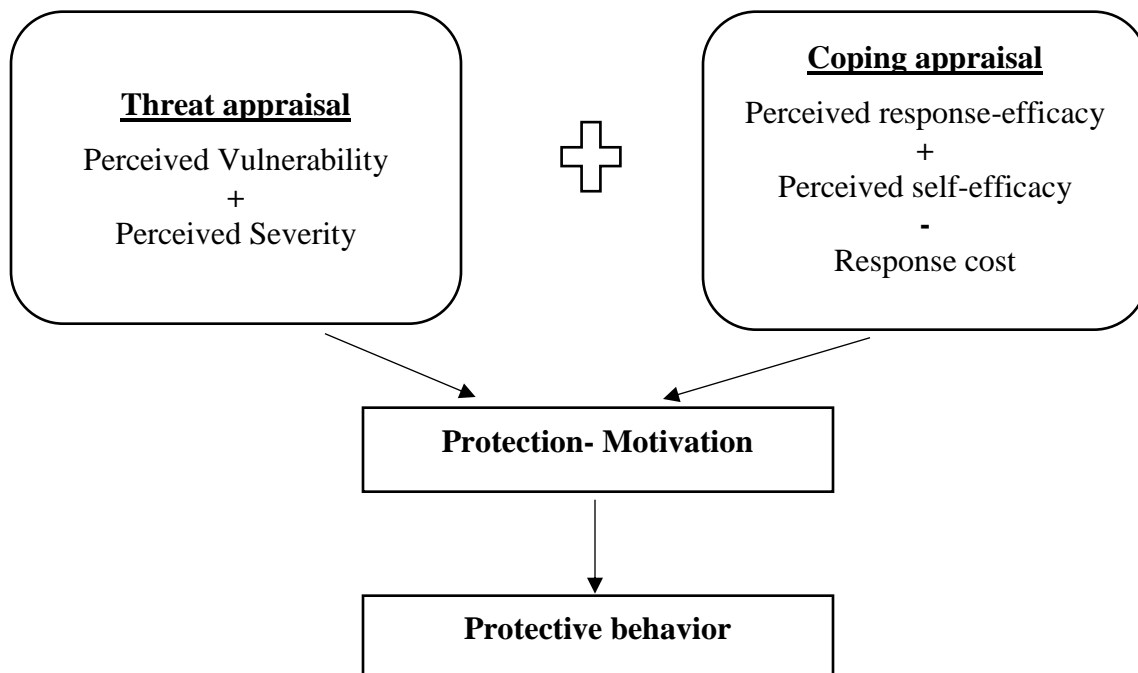 Threat appraisal
Perceived Vulnerability
+
Perceived Severity
Coping appraisal
Perceived response-efficacy
+
Perceived self-efficacy
-
Response cost
Protection- Motivation
Protective behavior